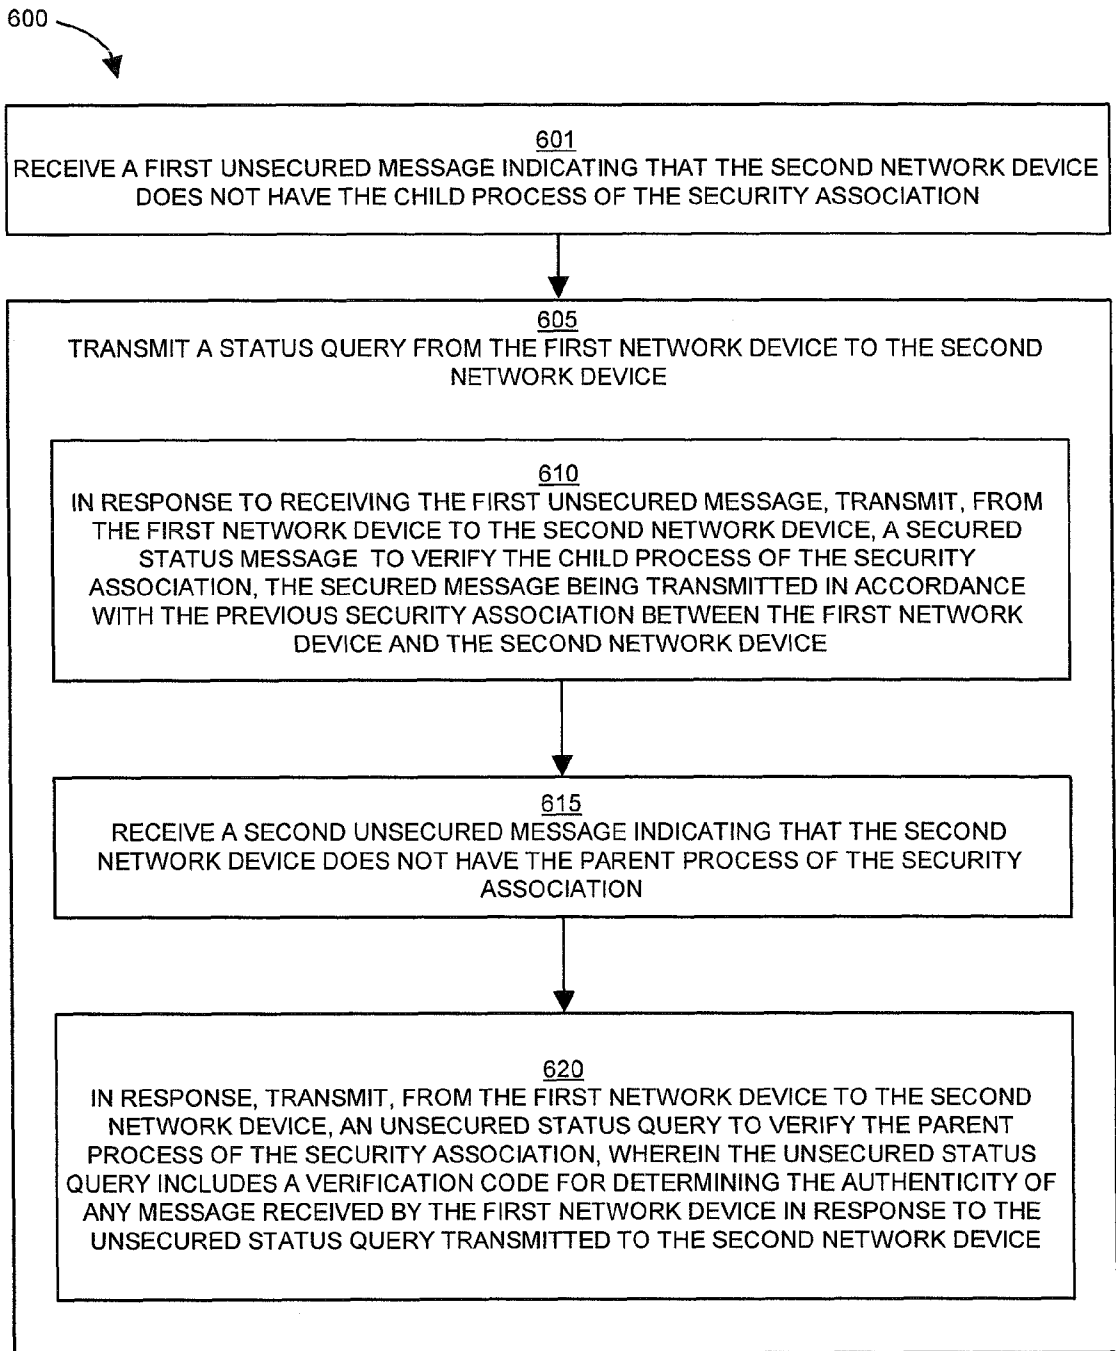 600
601
RECEIVE A FIRST UNSECURED MESSAGE INDICATING THAT THE SECOND NETWORK DEVICE
DOES NOT HAVE THE CHILD PROCESS OF THE SECURITY ASSOCIATION
605
TRANSMIT A STATUS QUERY FROM THE FIRST NETWORK DEVICE TO THE SECOND
NETWORK DEVICE
610
IN RESPONSE TO RECEIVING THE FIRST UNSECURED MESSAGE, TRANSMIT, FROM
THE FIRST NETWORK DEVICE TO THE SECOND NETWORK DEVICE, A SECURED
STATUS MESSAGE TO VERIFY THE CHILD PROCESS OF THE SECURITY
ASSOCIATION, THE SECURED MESSAGE BEING TRANSMITTED IN ACCORDANCE
WITH THE PREVIOUS SECURITY ASSOCIATION BETWEEN THE FIRST NETWORK
DEVICE AND THE SECOND NETWORK DEVICE
615
RECEIVE A SECOND UNSECURED MESSAGE INDICATING THAT THE SECOND
NETWORK DEVICE DOES NOT HAVE THE PARENT PROCESS OF THE SECURITY
ASSOCIATION
620
IN RESPONSE, TRANSMIT, FROM THE FIRST NETWORK DEVICE TO THE SECOND
NETWORK DEVICE, AN UNSECURED STATUS QUERY TO VERIFY THE PARENT
PROCESS OF THE SECURITY ASSOCIATION, WHEREIN THE UNSECURED STATUS
QUERY INCLUDES A VERIFICATION CODE FOR DETERMINING THE AUTHENTICITY OF
ANY MESSAGE RECEIVED BY THE FIRST NETWORK DEVICE IN RESPONSE TO THE
UNSECURED STATUS QUERY TRANSMITTED TO THE SECOND NETWORK DEVICE